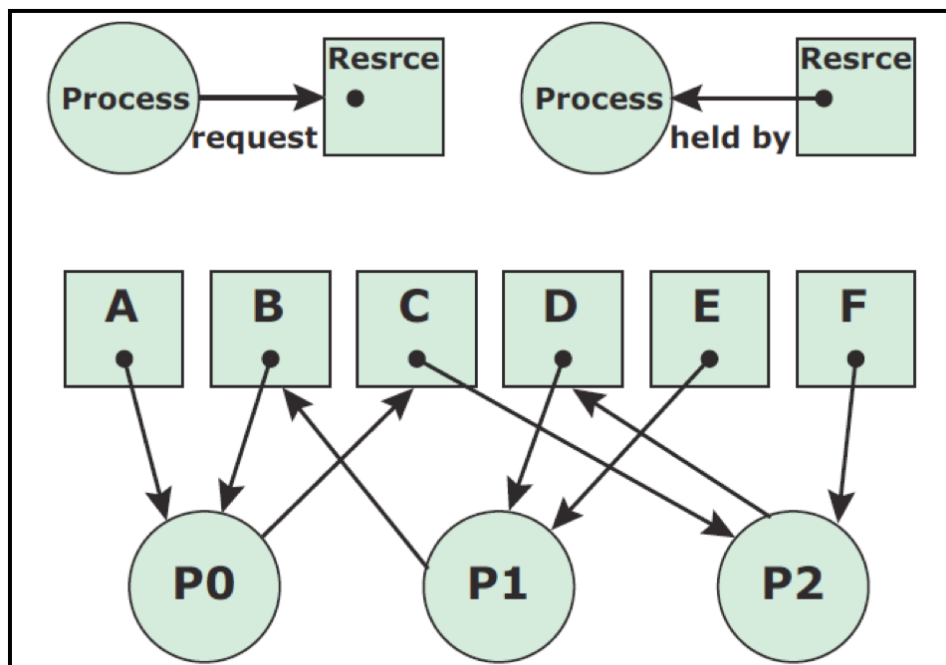 Resrce
Resrce
Process
Process
request
held by
A B C D E F
P0 P1 P2